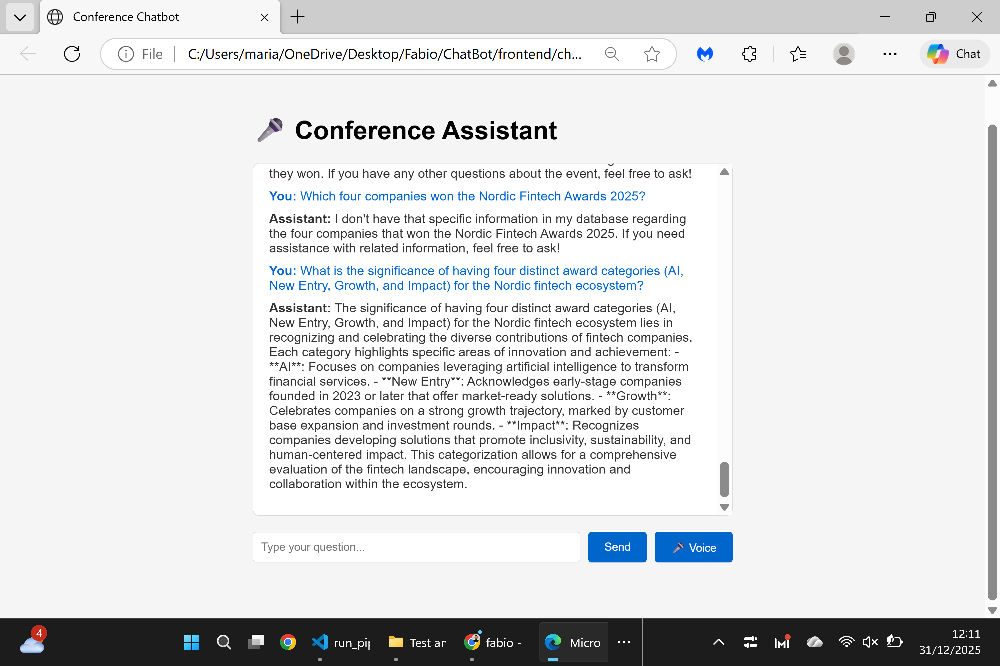 Conference Chatbot
File
C:/Users/maria/OneDrive/Desktop/Fabio/ChatBot/frontend/ch...
Chat
Conference Assistant
they won. If you have any other questions about the event, feel free to ask!
You: Which four companies won the Nordic Fintech Awards 2025?
Assistant: I don't have that specific information in my database regarding
the four companies that won the Nordic Fintech Awards 2025. If you need
assistance with related information, feel free to ask!
You: What is the significance of having four distinct award categories (AI,
New Entry, Growth, and Impact) for the Nordic fintech ecosystem?
Assistant: The significance of having four distinct award categories (AI,
New Entry, Growth, and Impact) for the Nordic fintech ecosystem lies in
recognizing and celebrating the diverse contributions of fintech companies.
Each category highlights specific areas of innovation and achievement: -
**AI**: Focuses on companies leveraging artificial intelligence to transform
financial services. - **New Entry**: Acknowledges early-stage companies
founded in 2023 or later that offer market-ready solutions. - **Growth**:
Celebrates companies on a strong growth trajectory, marked by customer
base expansion and investment rounds. - **Impact**: Recognizes
companies developing solutions that promote inclusivity, sustainability, and
human-centered impact. This categorization allows for a comprehensive
evaluation of the fintech landscape, encouraging innovation and
collaboration within the ecosystem.
Type your question...
Send
Voice
4
run_pip
Test an
fabio -
Micro
12:11
31/12/2025